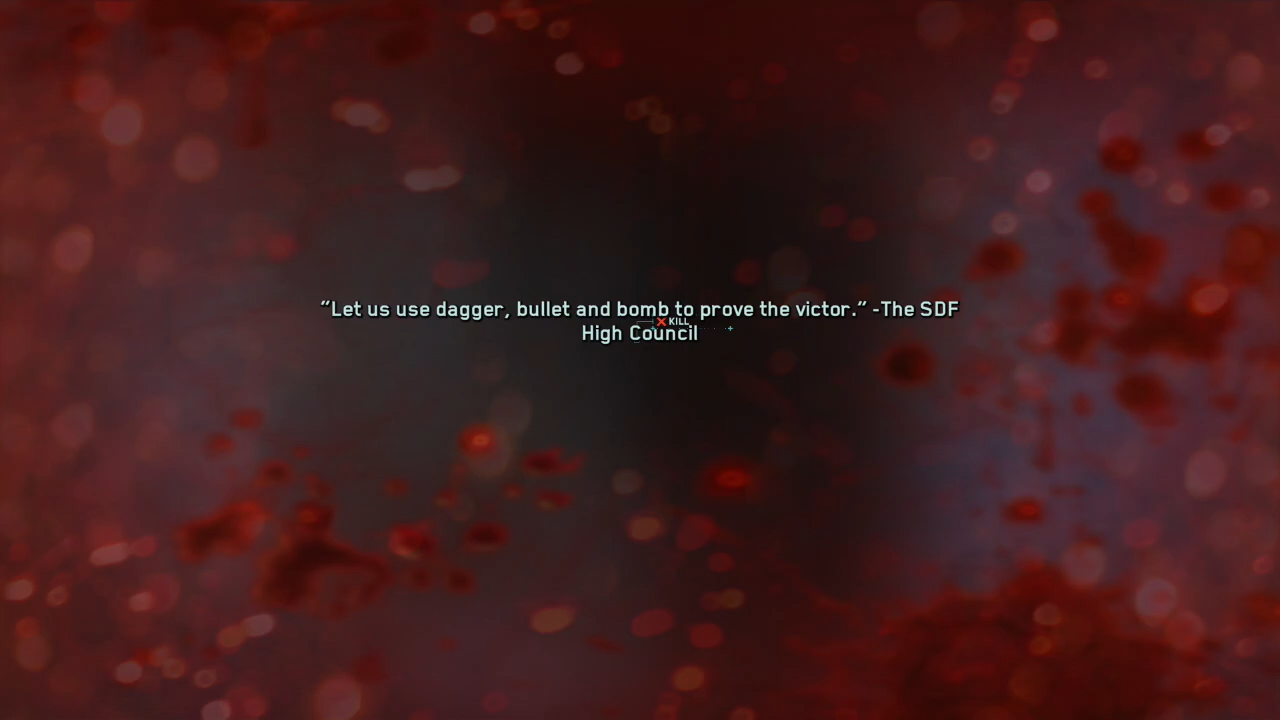 “Let us use dagger, bullet and bomb to prove the victor.” -The SDF
KILL
High Council